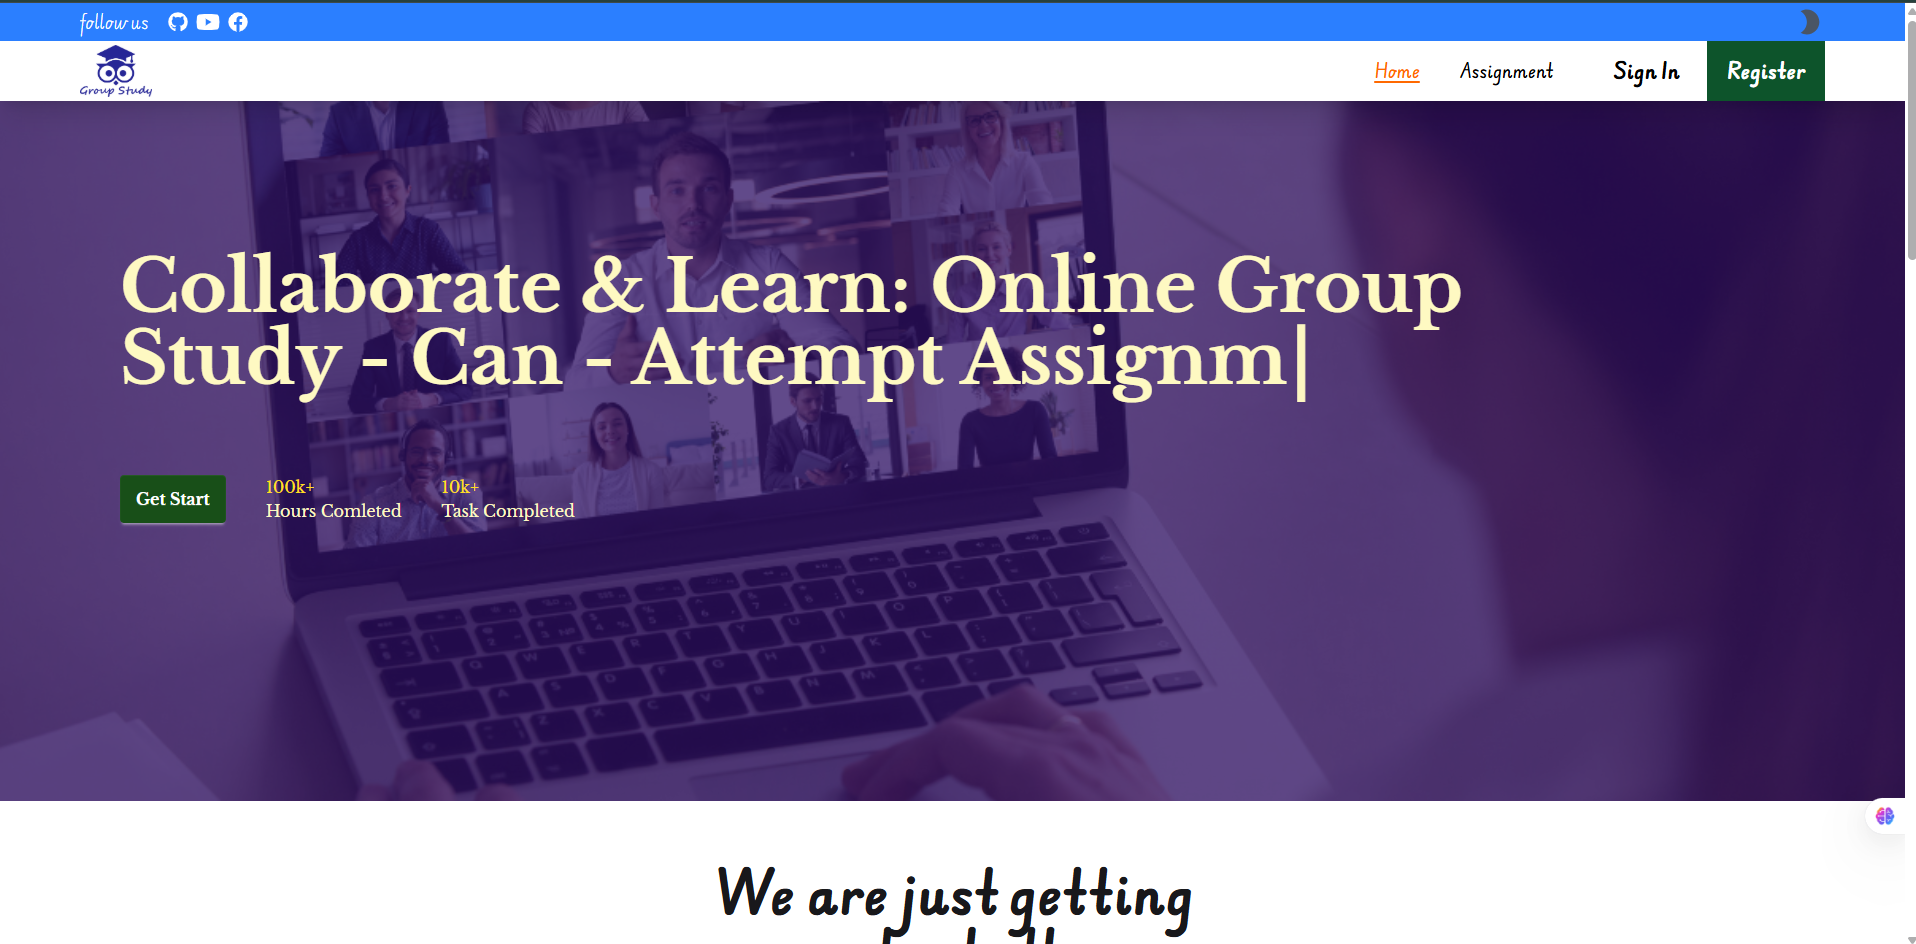 follow us
Group Study
Home
Assignment
Sign In
Register
Collaborate & Learn: Online Group
Study - Can - Attempt Assignm|
Get Start
100k+
Hours Comleted
10k+
Task Completed
We are just getting